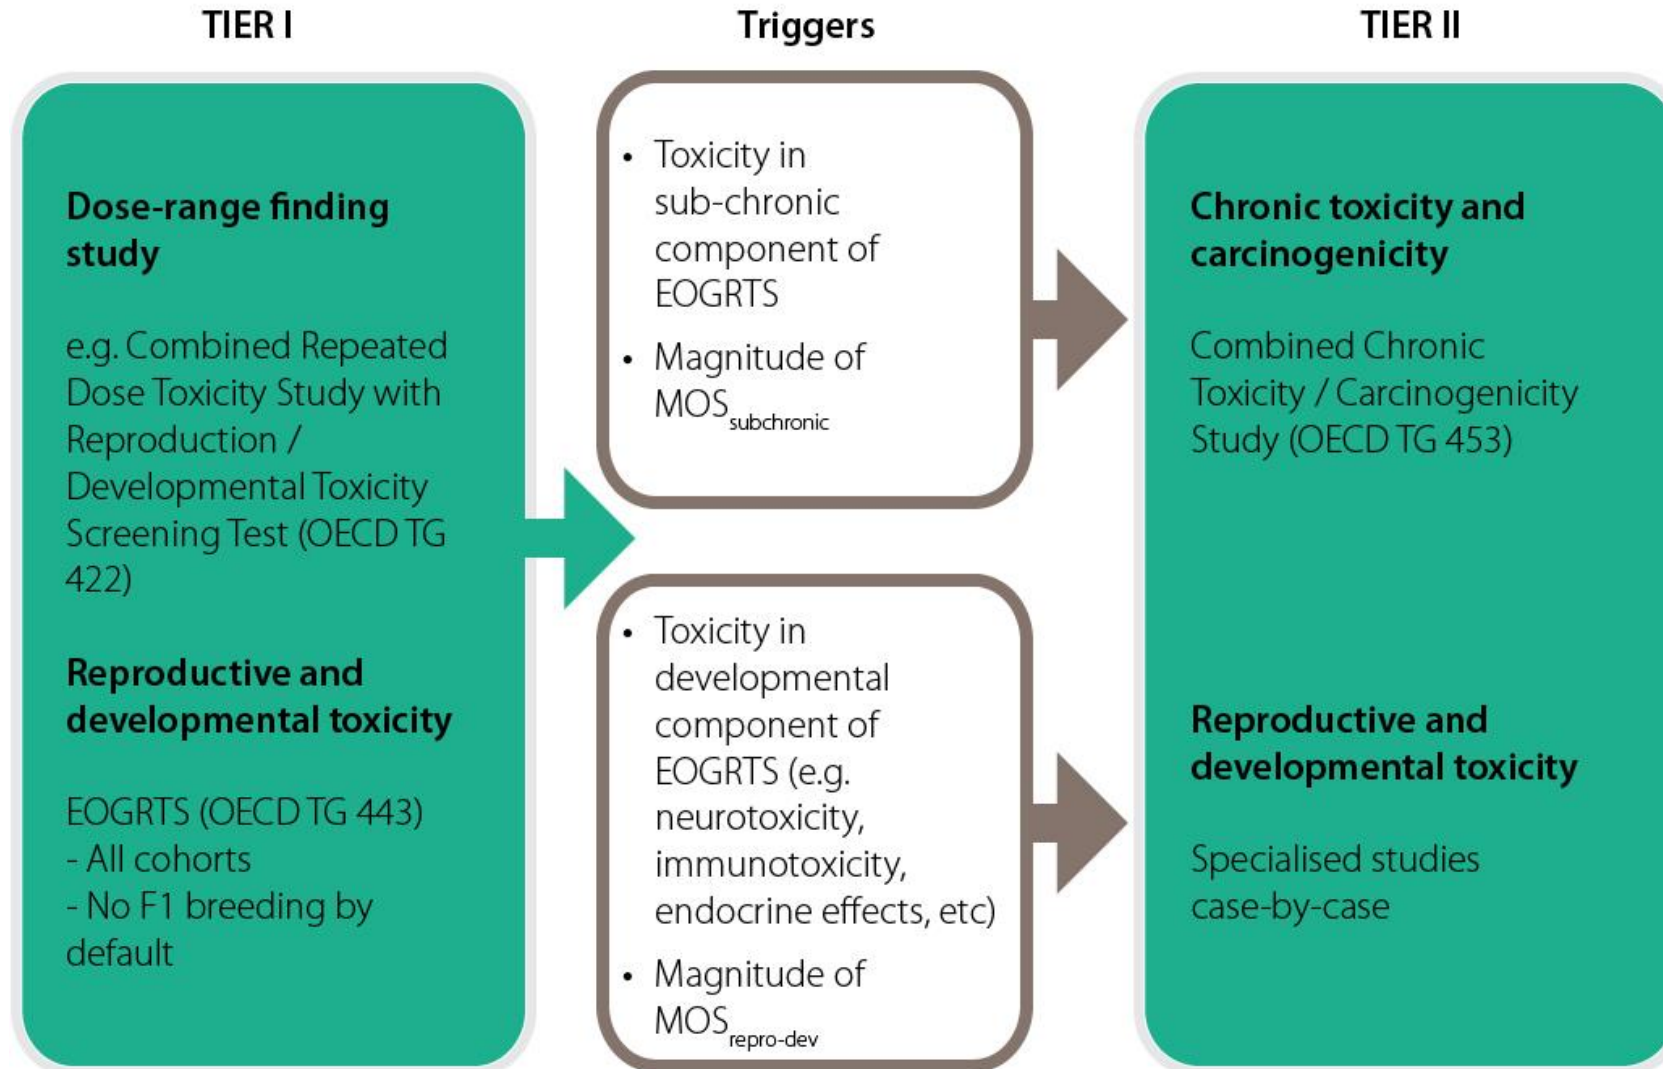 TIER I
Dose-range finding
study
e.g. Combined Repeated
Dose Toxicity Study with
Reproduction /
Developmental Toxicity
Screening Test (OECD TG
422)
Reproductive and
developmental toxicity
EOGRTS (OECD TG 443)
- All cohorts
- No F1 breeding by
default
Triggers
• Toxicity in
sub-chronic
component of
EOGRTS
• Magnitude of
MOS subchronic
• Toxicity in
developmental
component of
EOGRTS (e.g.
neurotoxicity,
immunotoxicity,
endocrine effects, etc)
• Magnitude of
MOS repro-dev
TIER II
Chronic toxicity and
carcinogenicity
Combined Chronic
Toxicity / Carcinogenicity
Study (OECD TG 453)
Reproductive and
developmental toxicity
Specialised studies
case-by-case